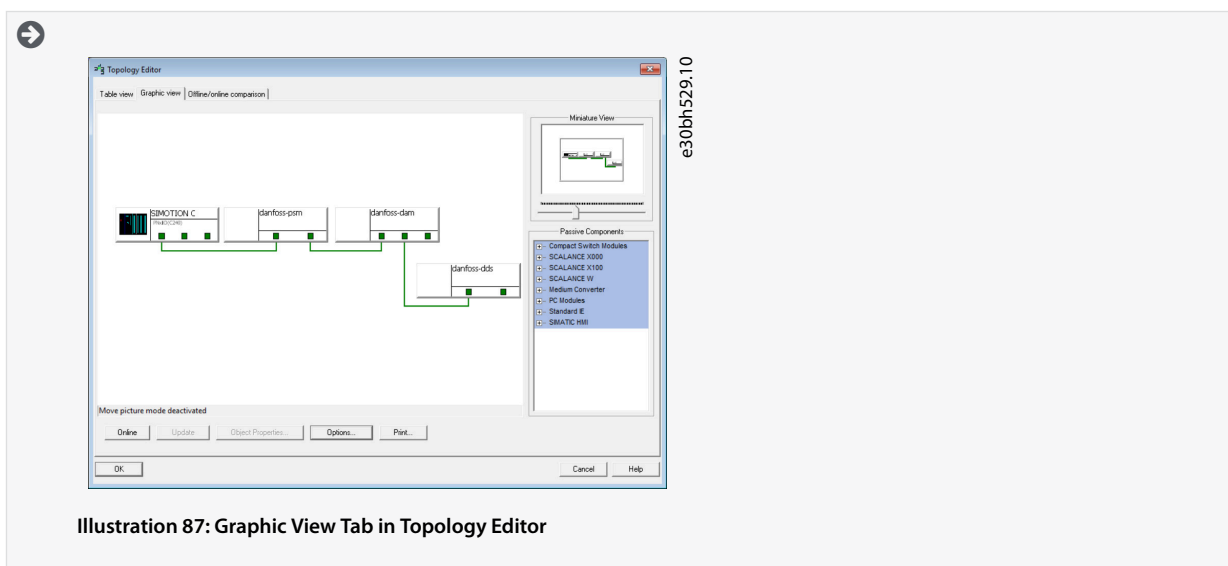 Topology Editor
Table view Graphic view Offline/online comparison
Miniature View
SIMOTION C
danfoss-psm
danfoss-dam
danfoss-dds
Passive Components
Compact Switch Modules
SCALANCE X000
SCALANCE X100
SCALANCE W
Medium Converter
PC Modules
Standard IE
SIMATIC HMI
Move picture mode deactivated
Online Update Object Properties... Options... Print...
OK Cancel Help
e30bh529.10
Illustration 87: Graphic View Tab in Topology Editor